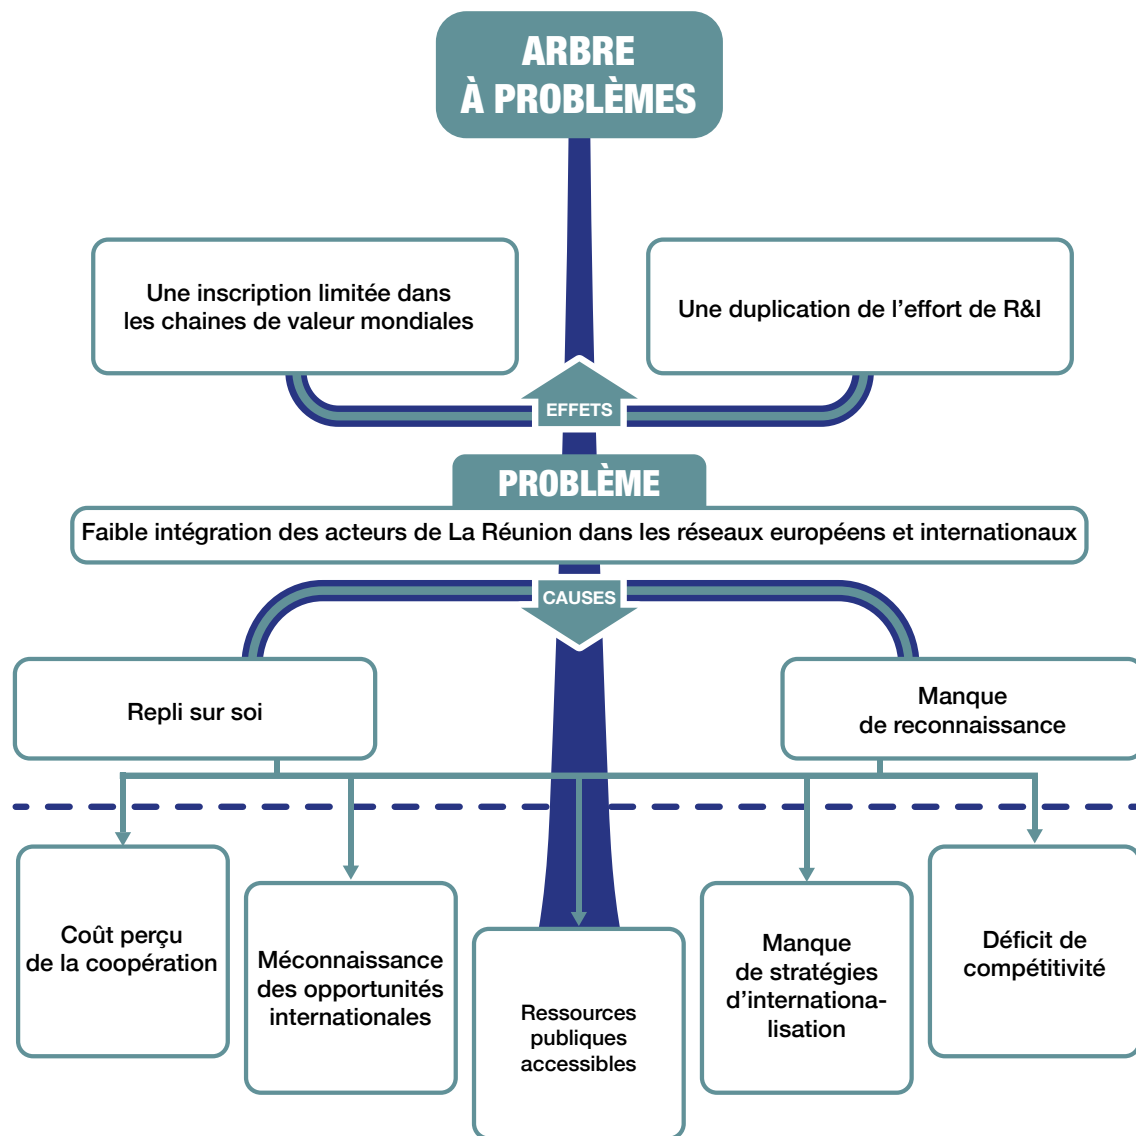 ARBRE
À PROBLÈMES
Une inscription limitée dans
les chaines de valeur mondiales
Une duplication de l’effort de R&I
EFFETS
PROBLÈME
Faible intégration des acteurs de La Réunion dans les réseaux européens et internationaux
CAUSES
Repli sur soi
Manque
de reconnaissance
Coût perçu
de la coopération
Méconnaissance
des opportunités
internationales
Ressources
publiques
accessibles
Manque
de stratégies
d’internationa-
lisation
Déficit de
compétitivité